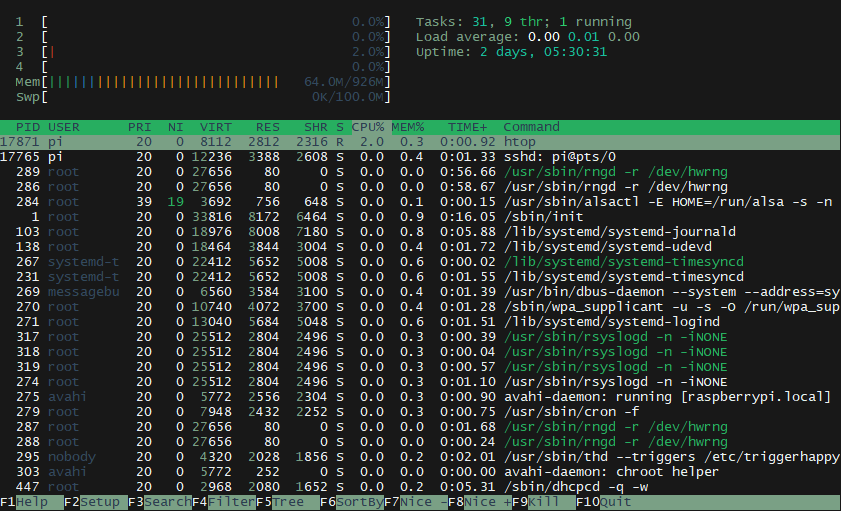 1 [ 0.0%] Tasks: 31, 9 thr; 1 running
2 [ 0.0%] Load average: 0.00 0.01 0.00
3 [| 2.0%] Uptime: 2 days, 05:30:31
4 [ 0.0%]
Mem[||||||||||||||||||||||||||||| 64.0M/926M]
Swp[ 0K/100.0M]
PID USER PRI NI VIRT RES SHR S CPU% MEM% TIME+ Command
17871 pi 20 0 8112 2812 2316 R 2.0 0.3 0:00.92 htop
17765 pi 20 0 12236 3388 2608 S 0.0 0.4 0:01.33 sshd: pi@pts/0
289 root 20 0 27656 80 0 S 0.0 0.0 0:56.66 /usr/sbin/rngd -r /dev/hwrng
286 root 20 0 27656 80 0 S 0.0 0.0 0:58.67 /usr/sbin/rngd -r /dev/hwrng
284 root 39 19 3692 756 648 S 0.0 0.1 0:00.15 /usr/sbin/alsactl -E HOME=/run/alsa -s -n
1 root 20 0 33816 8172 6464 S 0.0 0.9 0:16.05 /sbin/init
103 root 20 0 18976 8008 7180 S 0.0 0.8 0:05.88 /lib/systemd/systemd-journald
138 root 20 0 18464 3844 3004 S 0.0 0.4 0:01.72 /lib/systemd/systemd-udevd
267 systemd-t 20 0 22412 5652 5008 S 0.0 0.6 0:00.02 /lib/systemd/systemd-timesyncd
231 systemd-t 20 0 22412 5652 5008 S 0.0 0.6 0:01.55 /lib/systemd/systemd-timesyncd
269 messagebu 20 0 6560 3584 3100 S 0.0 0.4 0:01.39 /usr/bin/dbus-daemon --system --address=sy
270 root 20 0 10740 4072 3700 S 0.0 0.4 0:01.28 /sbin/wpa_supplicant -u -s -O /run/wpa_sup
271 root 20 0 13040 5684 5048 S 0.0 0.6 0:01.51 /lib/systemd/systemd-logind
317 root 20 0 25512 2804 2496 S 0.0 0.3 0:00.39 /usr/sbin/rsyslogd -n -iNONE
318 root 20 0 25512 2804 2496 S 0.0 0.3 0:00.04 /usr/sbin/rsyslogd -n -iNONE
319 root 20 0 25512 2804 2496 S 0.0 0.3 0:00.57 /usr/sbin/rsyslogd -n -iNONE
274 root 20 0 25512 2804 2496 S 0.0 0.3 0:01.10 /usr/sbin/rsyslogd -n -iNONE
275 avahi 20 0 5772 2556 2304 S 0.0 0.3 0:00.90 avahi-daemon: running [raspberrypi.local]
279 root 20 0 7948 2432 2252 S 0.0 0.3 0:00.75 /usr/sbin/cron -f
287 root 20 0 27656 80 0 S 0.0 0.0 0:01.68 /usr/sbin/rngd -r /dev/hwrng
288 root 20 0 27656 80 0 S 0.0 0.0 0:00.24 /usr/sbin/rngd -r /dev/hwrng
295 nobody 20 0 4320 2028 1856 S 0.0 0.2 0:02.01 /usr/sbin/thd --triggers /etc/triggerhappy
303 avahi 20 0 5772 252 0 S 0.0 0.0 0:00.00 avahi-daemon: chroot helper
447 root 20 0 2968 2080 1652 S 0.0 0.2 0:05.31 /sbin/dhcpcd -q -w
F1Help F2Setup F3SearchF4FilterF5Tree F6SortByF7Nice -F8Nice +F9Kill F10Quit